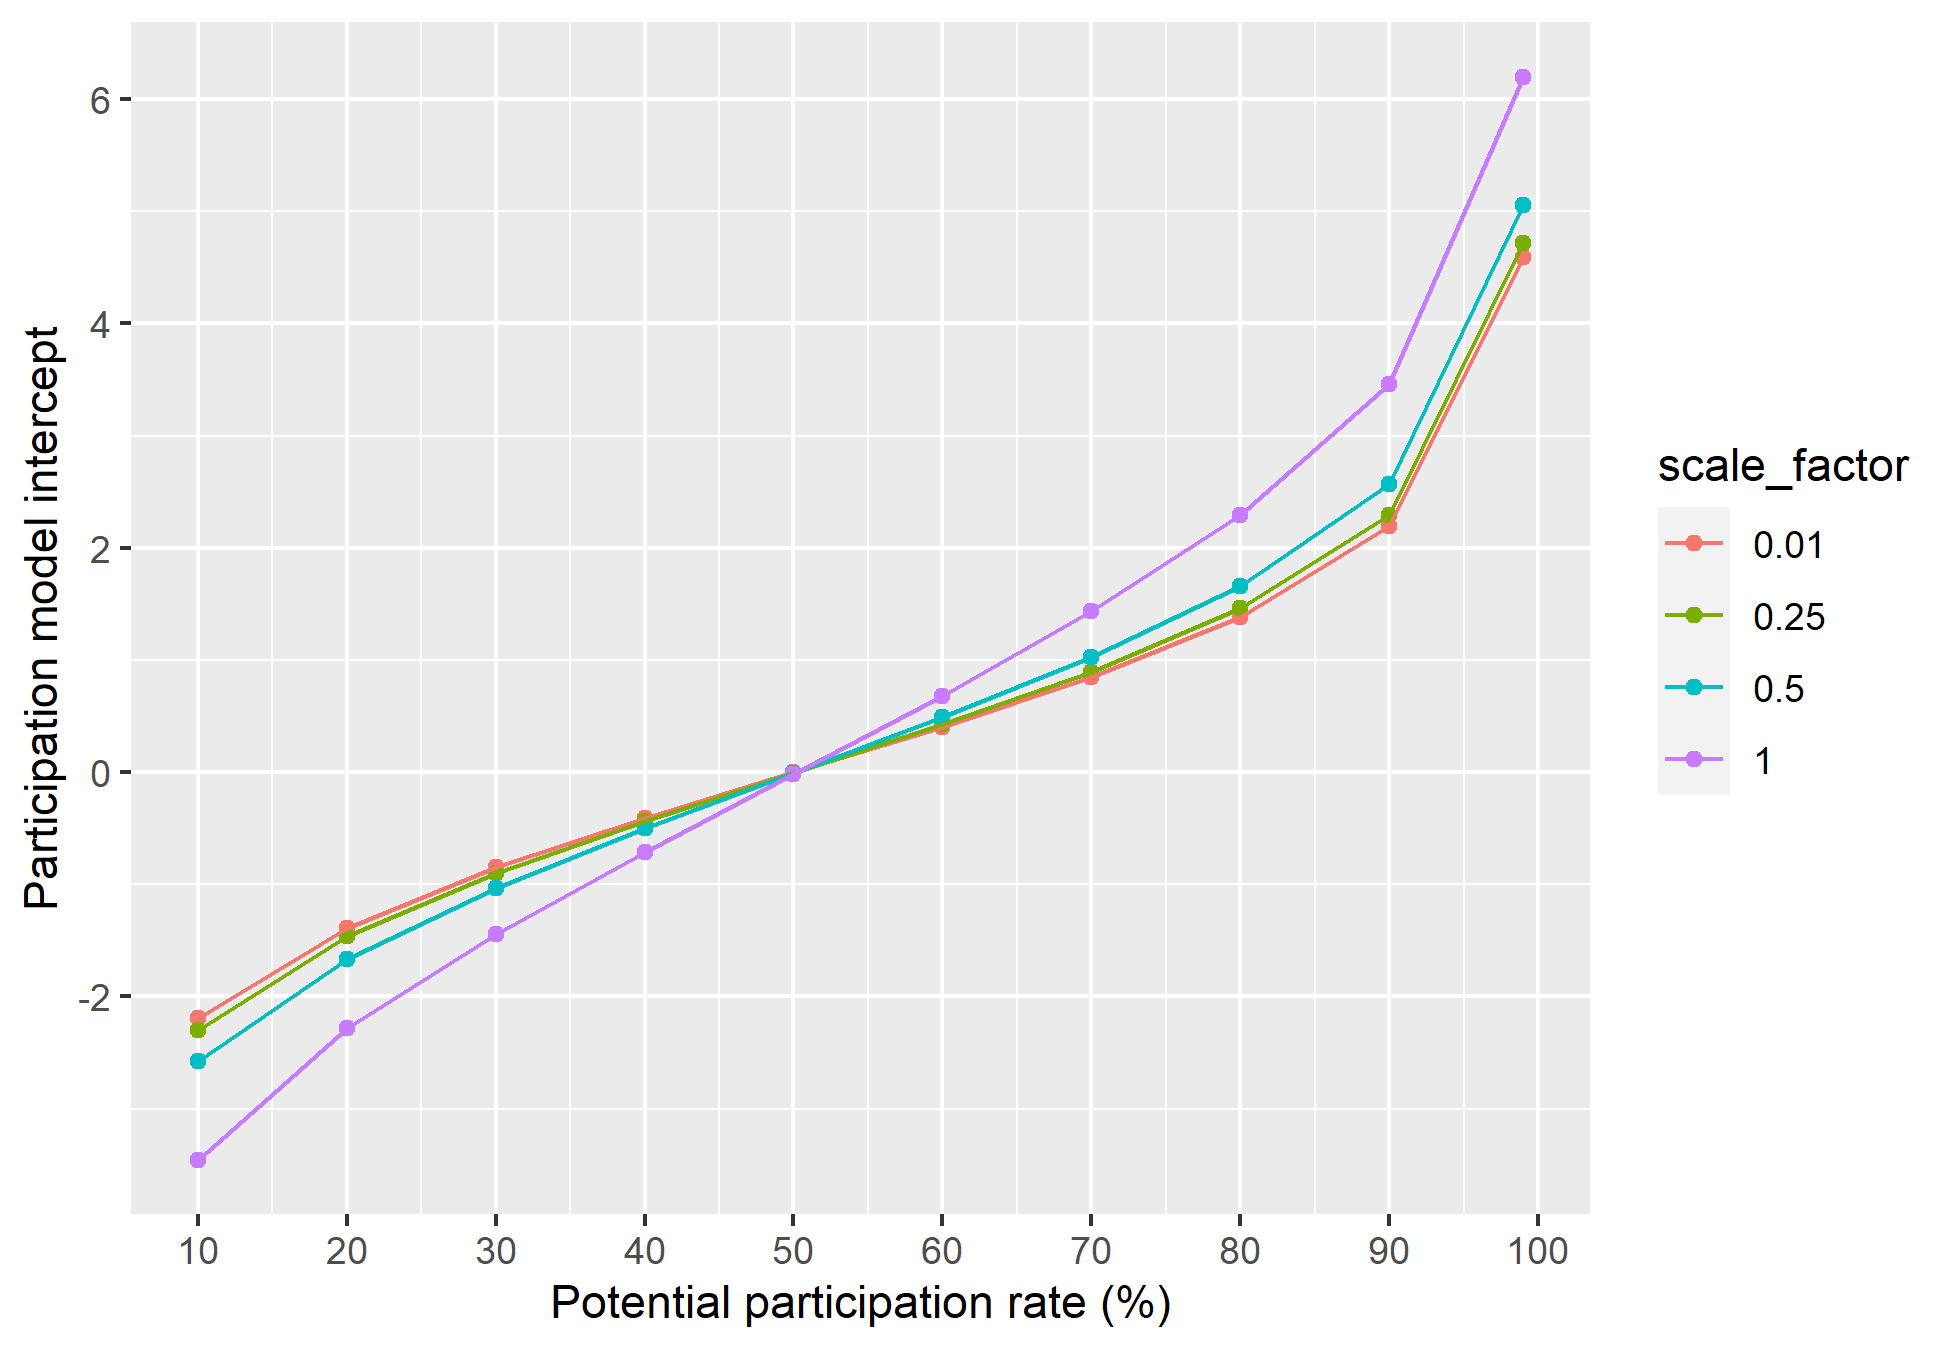 Participation model intercept
6
4
2
0
-2
10 20 30 40 50 60 70 80 90 100
Potential participation rate (%)
scale_factor
0.01
0.25
0.5
1